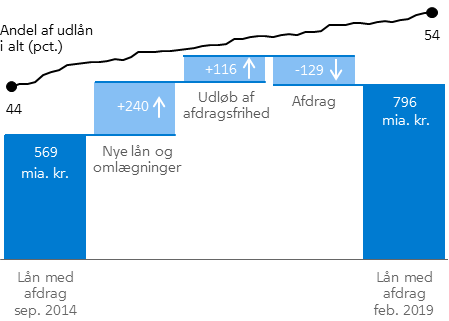 Andel af udlån
i alt (pct.)
54
44
+116
-129
+240
Udløb af
afdragsfrihed
Afdrag
796
mia. kr.
Nye lån og
omlægninger
569
mia. kr.
Lån med
afdrag
sep. 2014
Lån med
afdrag
feb. 2019